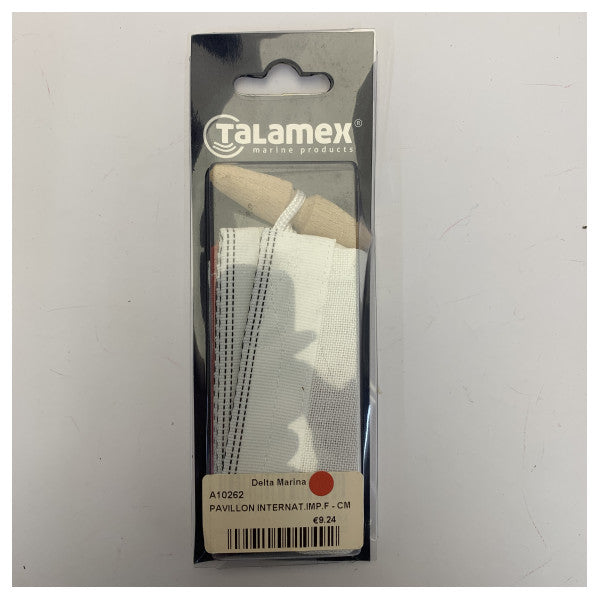 TALAMEX®
marine products
Delta Marina
A10262
PAVILLON INTERNAT.IMP.F - CM
€9.24